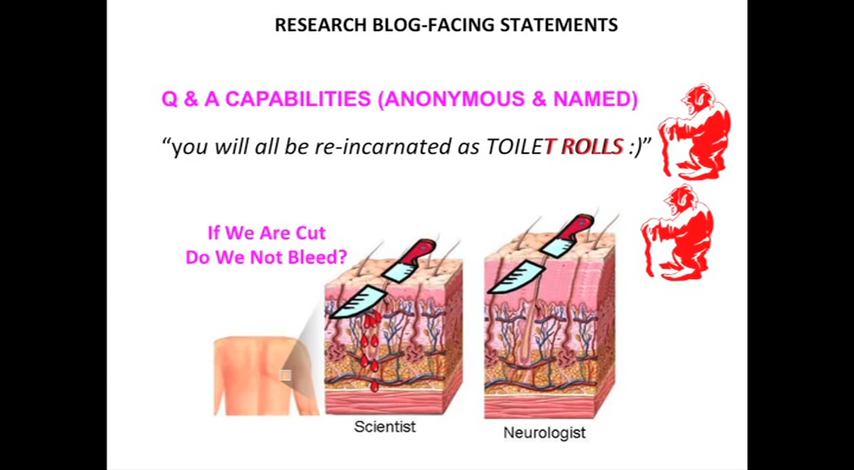 RESEARCH BLOG-FACING STATEMENTS
Q & A CAPABILITIES (ANONYMOUS & NAMED)
“you will all be re-incarnated as TOILET ROLLS :)”
If We Are Cut
Do We Not Bleed?
Scientist
Neurologist